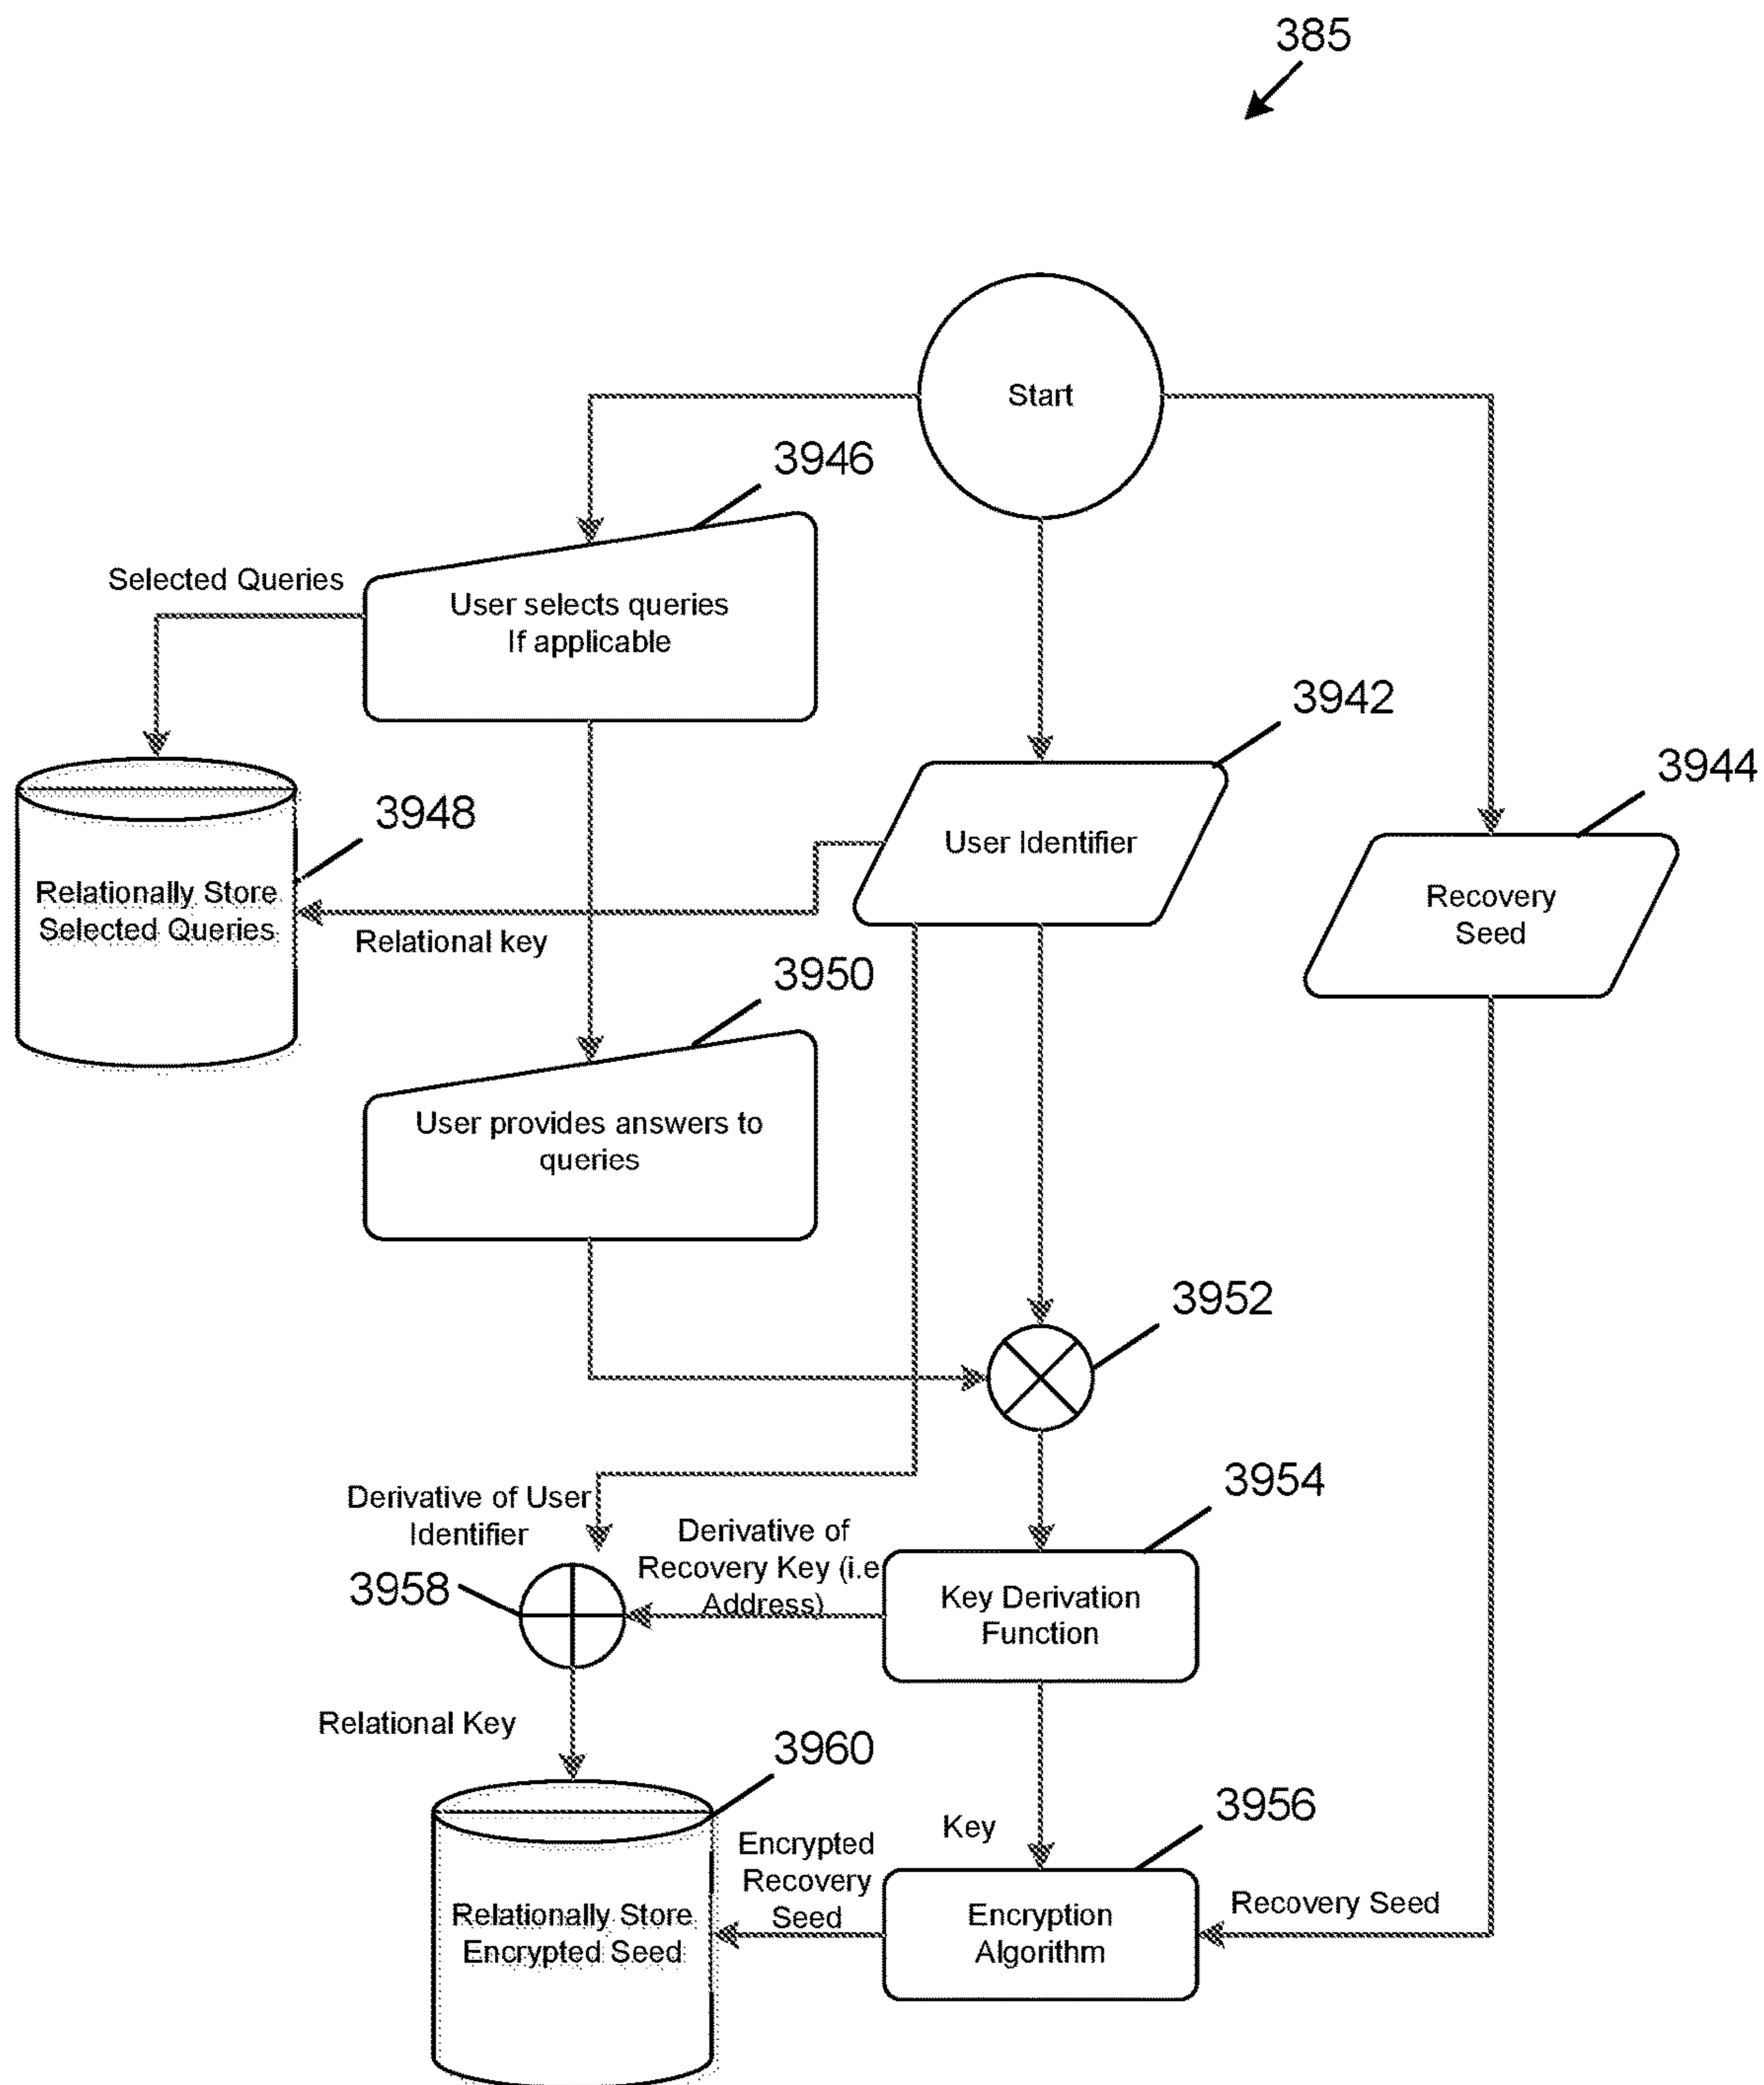 385
Start
3946
Selected Queries
User selects queries
If applicable
3942
3944
3948
User Identifier
Relationally Store
Selected Queries
Recovery
Seed
Relational key
3950
User provides answers to
queries
3952
3954
Derivative of User
Identifier
Derivative of
Recovery Key (i.e
Address)
3958
Key Derivation
Function
Relational Key
3960
3956
Key
Encrypted
Recovery
Seed
Recovery Seed
Relationally Store
Encrypted Seed
Encryption
Algorithm